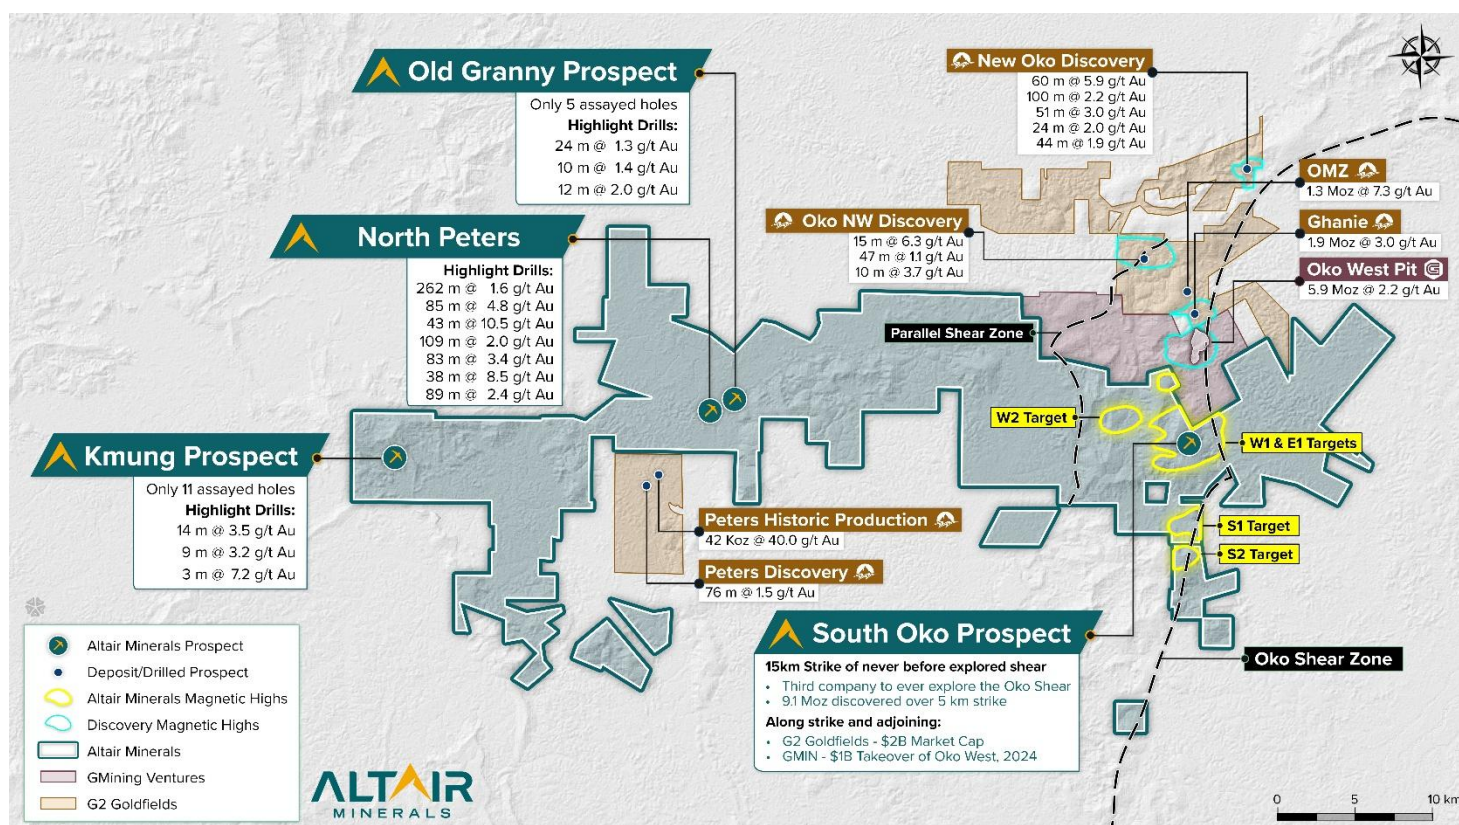 Old Granny Prospect
Only 5 assayed holes
Highlight Drills:
24 m @ 1.3 g/t Au
10 m @ 1.4 g/t Au
12 m @ 2.0 g/t Au
New Oko Discovery
60 m @ 5.9 g/t Au
100 m @ 2.2 g/t Au
51 m @ 3.0 g/t Au
24 m @ 2.0 g/t Au
44 m @ 1.9 g/t Au
OMZ
1.3 Moz @ 7.3 g/t Au
Ghanie
1.9 Moz @ 3.0 g/t Au
Oko West Pit
5.9 Moz @ 2.2 g/t Au
Oko NW Discovery
15 m @ 6.3 g/t Au
47 m @ 1.1 g/t Au
10 m @ 3.7 g/t Au
North Peters
Highlight Drills:
262 m @ 1.6 g/t Au
85 m @ 4.8 g/t Au
43 m @ 10.5 g/t Au
109 m @ 2.0 g/t Au
83 m @ 3.4 g/t Au
38 m @ 8.5 g/t Au
89 m @ 2.4 g/t Au
Parallel Shear Zone
W2 Target
W1 & E1 Targets
S1 Target
S2 Target
Kmung Prospect
Only 11 assayed holes
Highlight Drills:
14 m @ 3.5 g/t Au
9 m @ 3.2 g/t Au
3 m @ 7.2 g/t Au
Peters Historic Production
42 Koz @ 40.0 g/t Au
Peters Discovery
76 m @ 1.5 g/t Au
South Oko Prospect
15km Strike of never before explored shear
• Third company to ever explore the Oko Shear
• 9.1 Moz discovered over 5 km strike
Along strike and adjoining:
• G2 Goldfields - $2B Market Cap
• GMIN - $1B Takeover of Oko West, 2024
Oko Shear Zone
Altair Minerals Prospect
Deposit/Drilled Prospect
Altair Minerals Magnetic Highs
Discovery Magnetic Highs
Altair Minerals
GMining Ventures
G2 Goldfields
ALTAIR
MINERALS
0 5 10 km